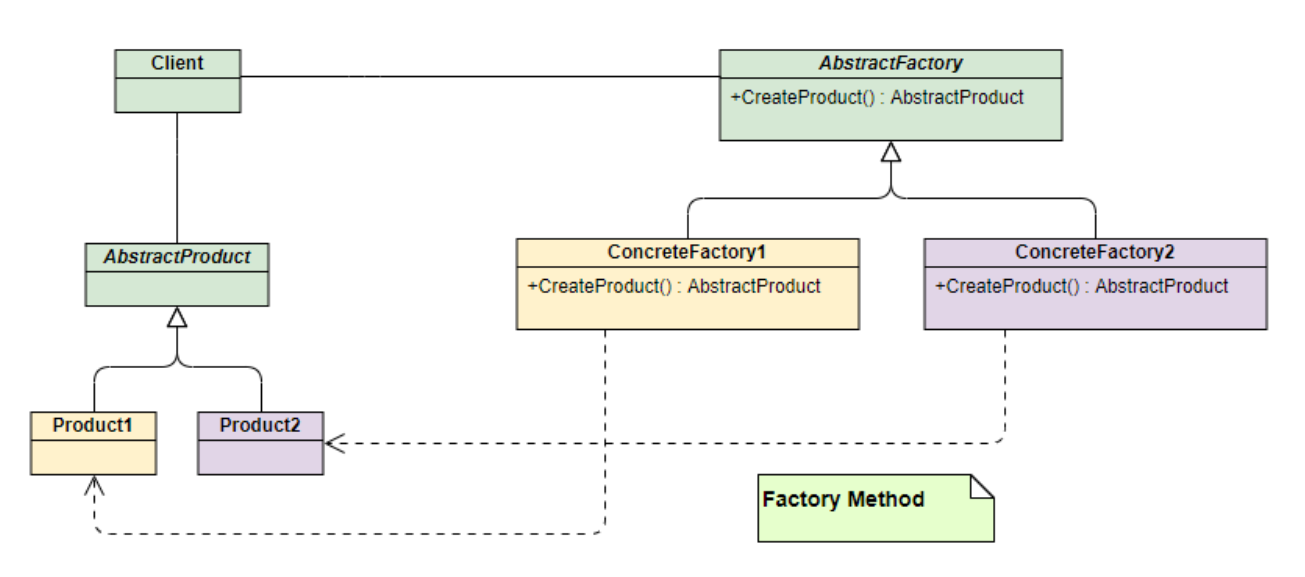 Client
AbstractFactory
+CreateProduct() : AbstractProduct
AbstractProduct
ConcreteFactory1
+CreateProduct() : AbstractProduct
ConcreteFactory2
+CreateProduct() : AbstractProduct
Product1
Product2
Factory Method